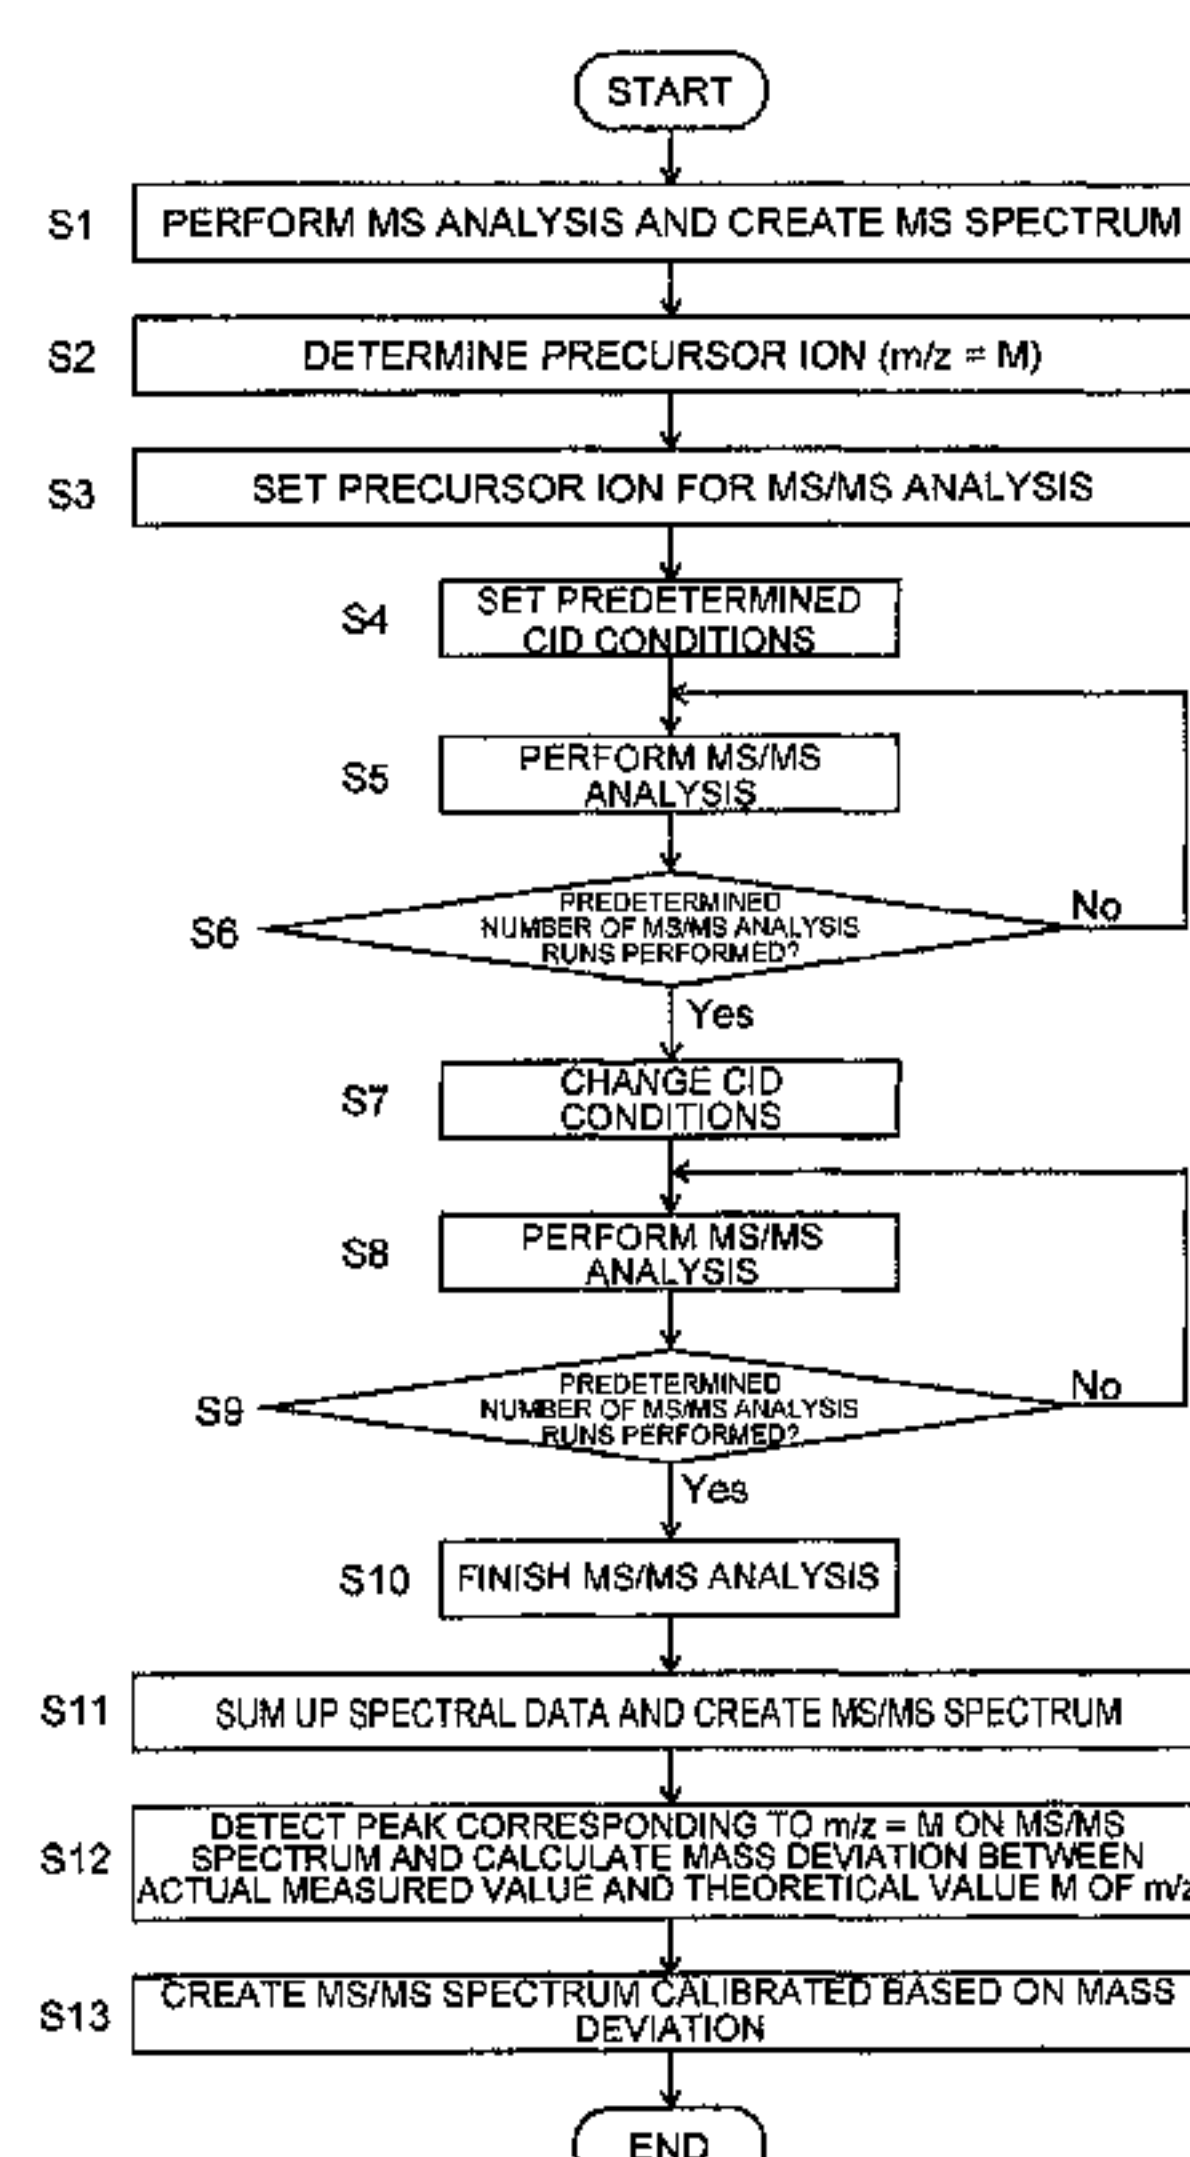 START
S1 PERFORM MS ANALYSIS AND CREATE MS SPECTRUM
S2 DETERMINE PRECURSOR ION (m/z = M)
S3 SET PRECURSOR ION FOR MS/MS ANALYSIS
S4 SET PREDETERMINED
CID CONDITIONS
S5 PERFORM MS/MS
ANALYSIS
S6 PREDETERMINED
NUMBER OF MS/MS ANALYSIS
RUNS PERFORMED?
No
Yes
S7 CHANGE CID
CONDITIONS
S8 PERFORM MS/MS
ANALYSIS
S9 PREDETERMINED
NUMBER OF MS/MS ANALYSIS
RUNS PERFORMED?
No
Yes
S10 FINISH MS/MS ANALYSIS
S11 SUM UP SPECTRAL DATA AND CREATE MS/MS SPECTRUM
S12 DETECT PEAK CORRESPONDING TO m/z = M ON MS/MS
SPECTRUM AND CALCULATE MASS DEVIATION BETWEEN
ACTUAL MEASURED VALUE AND THEORETICAL VALUE M OF m/z
S13 CREATE MS/MS SPECTRUM CALIBRATED BASED ON MASS
DEVIATION
END